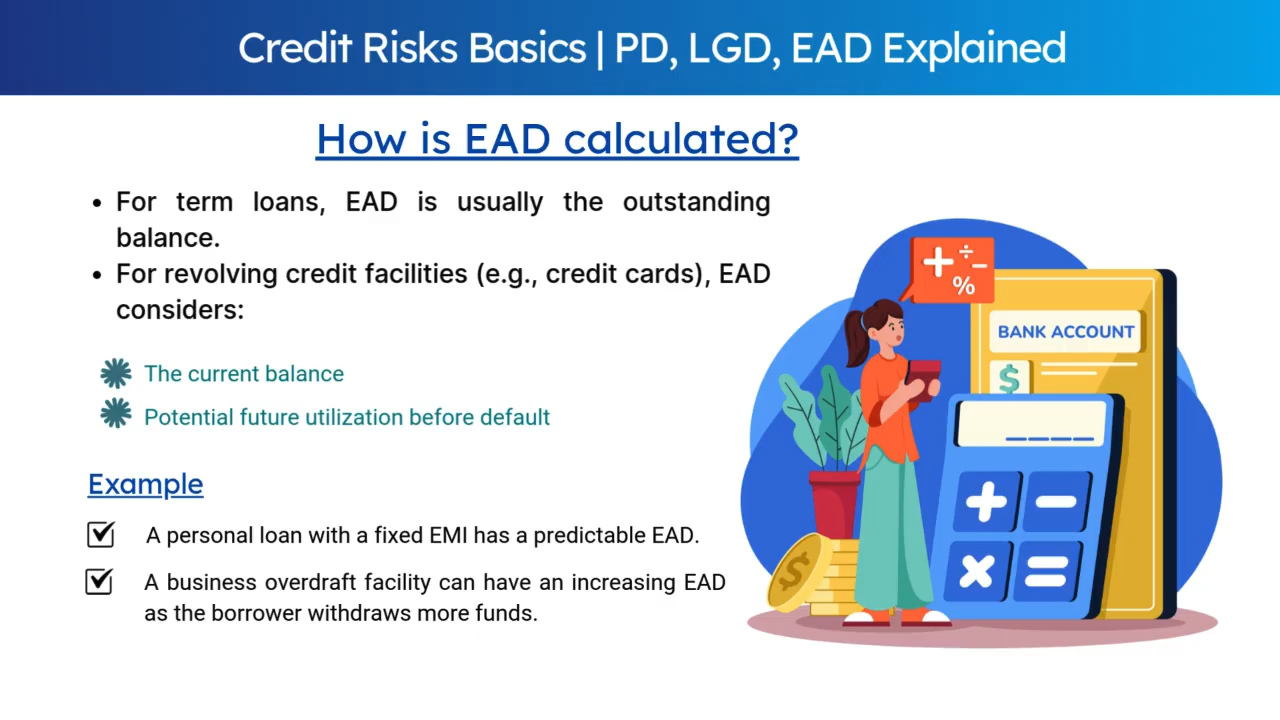 Credit Risks Basics | PD, LGD, EAD Explained
How is EAD calculated?
• For term loans, EAD is usually the outstanding
balance.
• For revolving credit facilities (e.g., credit cards), EAD
considers:
The current balance
Potential future utilization before default
Example
A personal loan with a fixed EMI has a predictable EAD.
A business overdraft facility can have an increasing EAD
as the borrower withdraws more funds.
+ ÷ −
%
BANK ACCOUNT
$
$
+ −
× =